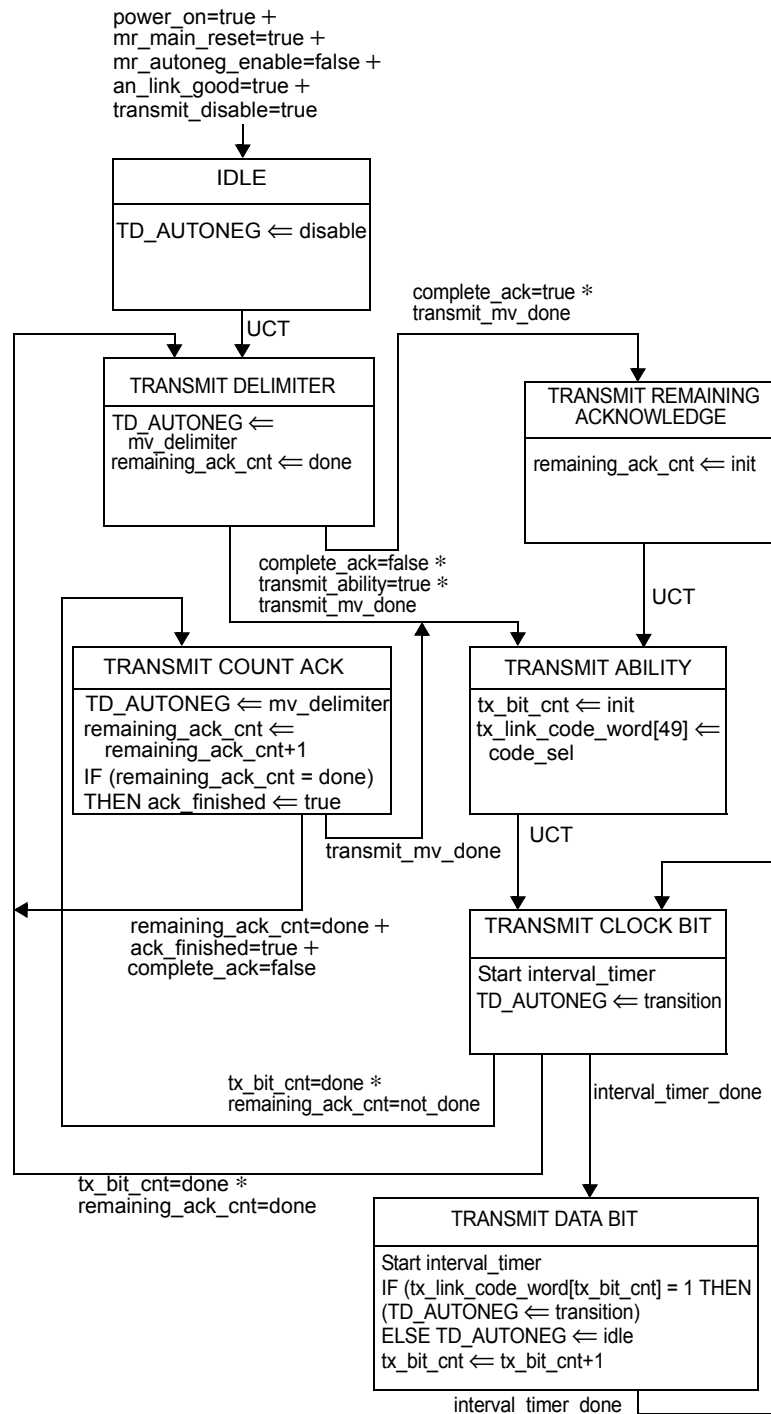 power_on=true +
mr_main_reset=true +
mr_autoneg_enable=false +
an_link_good=true +
transmit_disable=true
IDLE
TD_AUTONEG ⇐ disable
UCT
complete_ack=true *
transmit_mv_done
TRANSMIT DELIMITER
TD_AUTONEG ⇐
mv_delimiter
remaining_ack_cnt ⇐ done
TRANSMIT REMAINING
ACKNOWLEDGE
remaining_ack_cnt ⇐ init
complete_ack=false *
transmit_ability=true *
transmit_mv_done
UCT
TRANSMIT COUNT ACK
TD_AUTONEG ⇐ mv_delimiter
remaining_ack_cnt ⇐
remaining_ack_cnt+1
IF (remaining_ack_cnt = done)
THEN ack_finished ⇐ true
TRANSMIT ABILITY
tx_bit_cnt ⇐ init
tx_link_code_word[49] ⇐
code_sel
transmit_mv_done
UCT
remaining_ack_cnt=done +
ack_finished=true +
complete_ack=false
TRANSMIT CLOCK BIT
Start interval_timer
TD_AUTONEG ⇐ transition
tx_bit_cnt=done *
remaining_ack_cnt=not_done
interval_timer_done
tx_bit_cnt=done *
remaining_ack_cnt=done
TRANSMIT DATA BIT
Start interval_timer
IF (tx_link_code_word[tx_bit_cnt] = 1 THEN
(TD_AUTONEG ⇐ transition)
ELSE TD_AUTONEG ⇐ idle
tx_bit_cnt ⇐ tx_bit_cnt+1
interval_timer_done